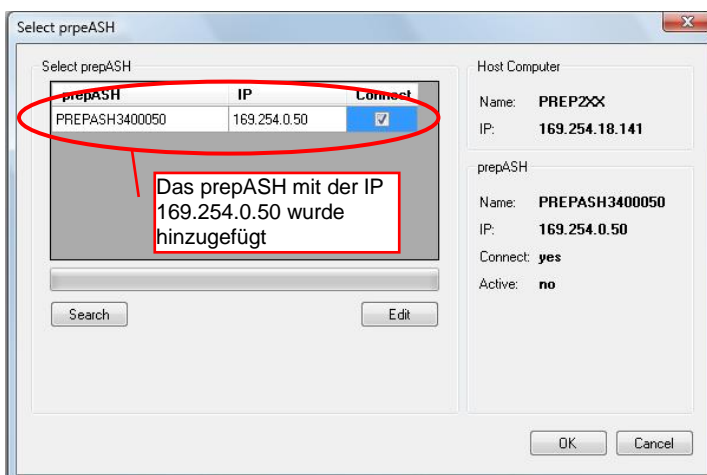 Select prpeASH
Select prepASH
prepASH IP Connect
PREPASH3400050 169.254.0.50
Das prepASH mit der IP
169.254.0.50 wurde
hinzugefügt
Search Edit
Host Computer
Name: PREP2XX
IP: 169.254.18.141
prepASH
Name: PREPASH3400050
IP: 169.254.0.50
Connect: yes
Active: no
OK Cancel